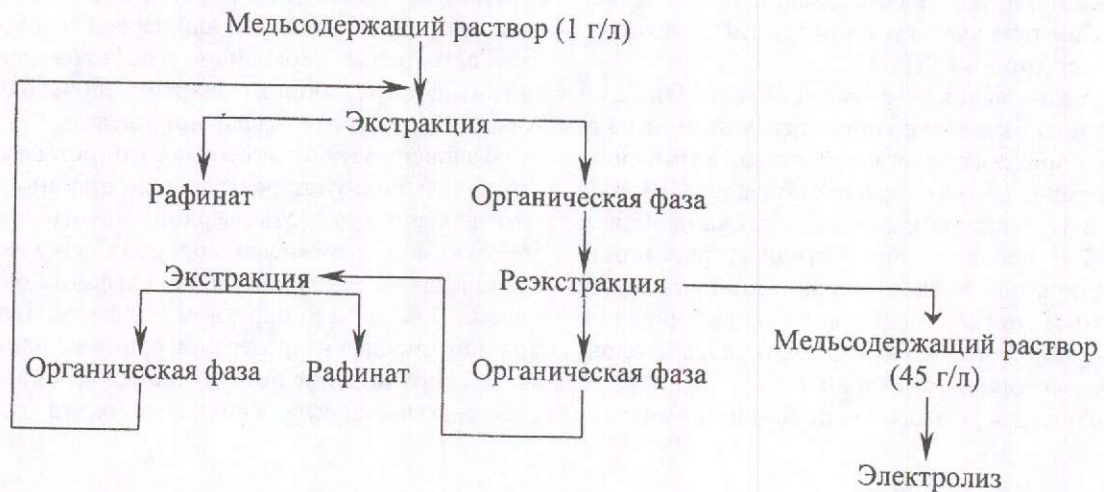 Медьсодержащий раствор (1 г/л)
Экстракция
Рафинат
Органическая фаза
Экстракция
Реэкстракция
Медьсодержащий раствор
(45 г/л)
Органическая фаза
Рафинат
Органическая фаза
Электролиз